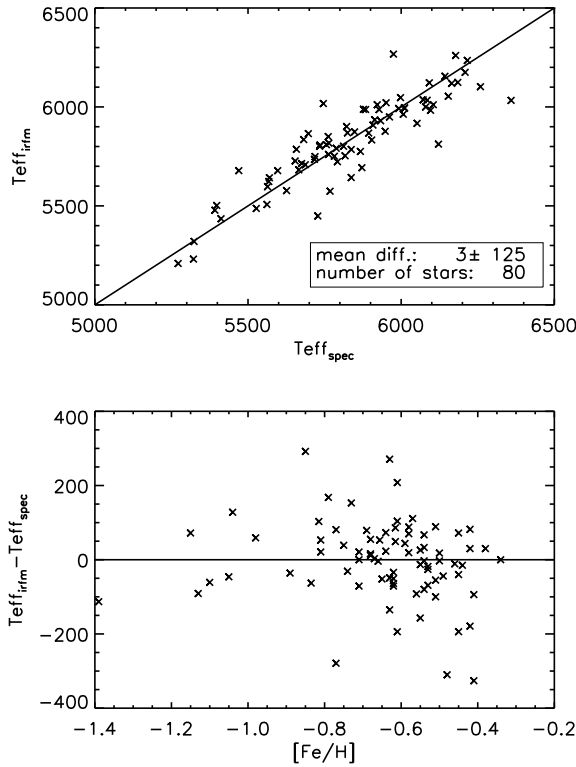 6500
6000
5500
5000
Teff_irfm
mean diff.: 3± 125
number of stars: 80
5000 5500 6000 6500
Teff_spec
400
200
0
−200
−400
Teff_irfm−Teff_spec
−1.4 −1.2 −1.0 −0.8 −0.6 −0.4 −0.2
[Fe/H]